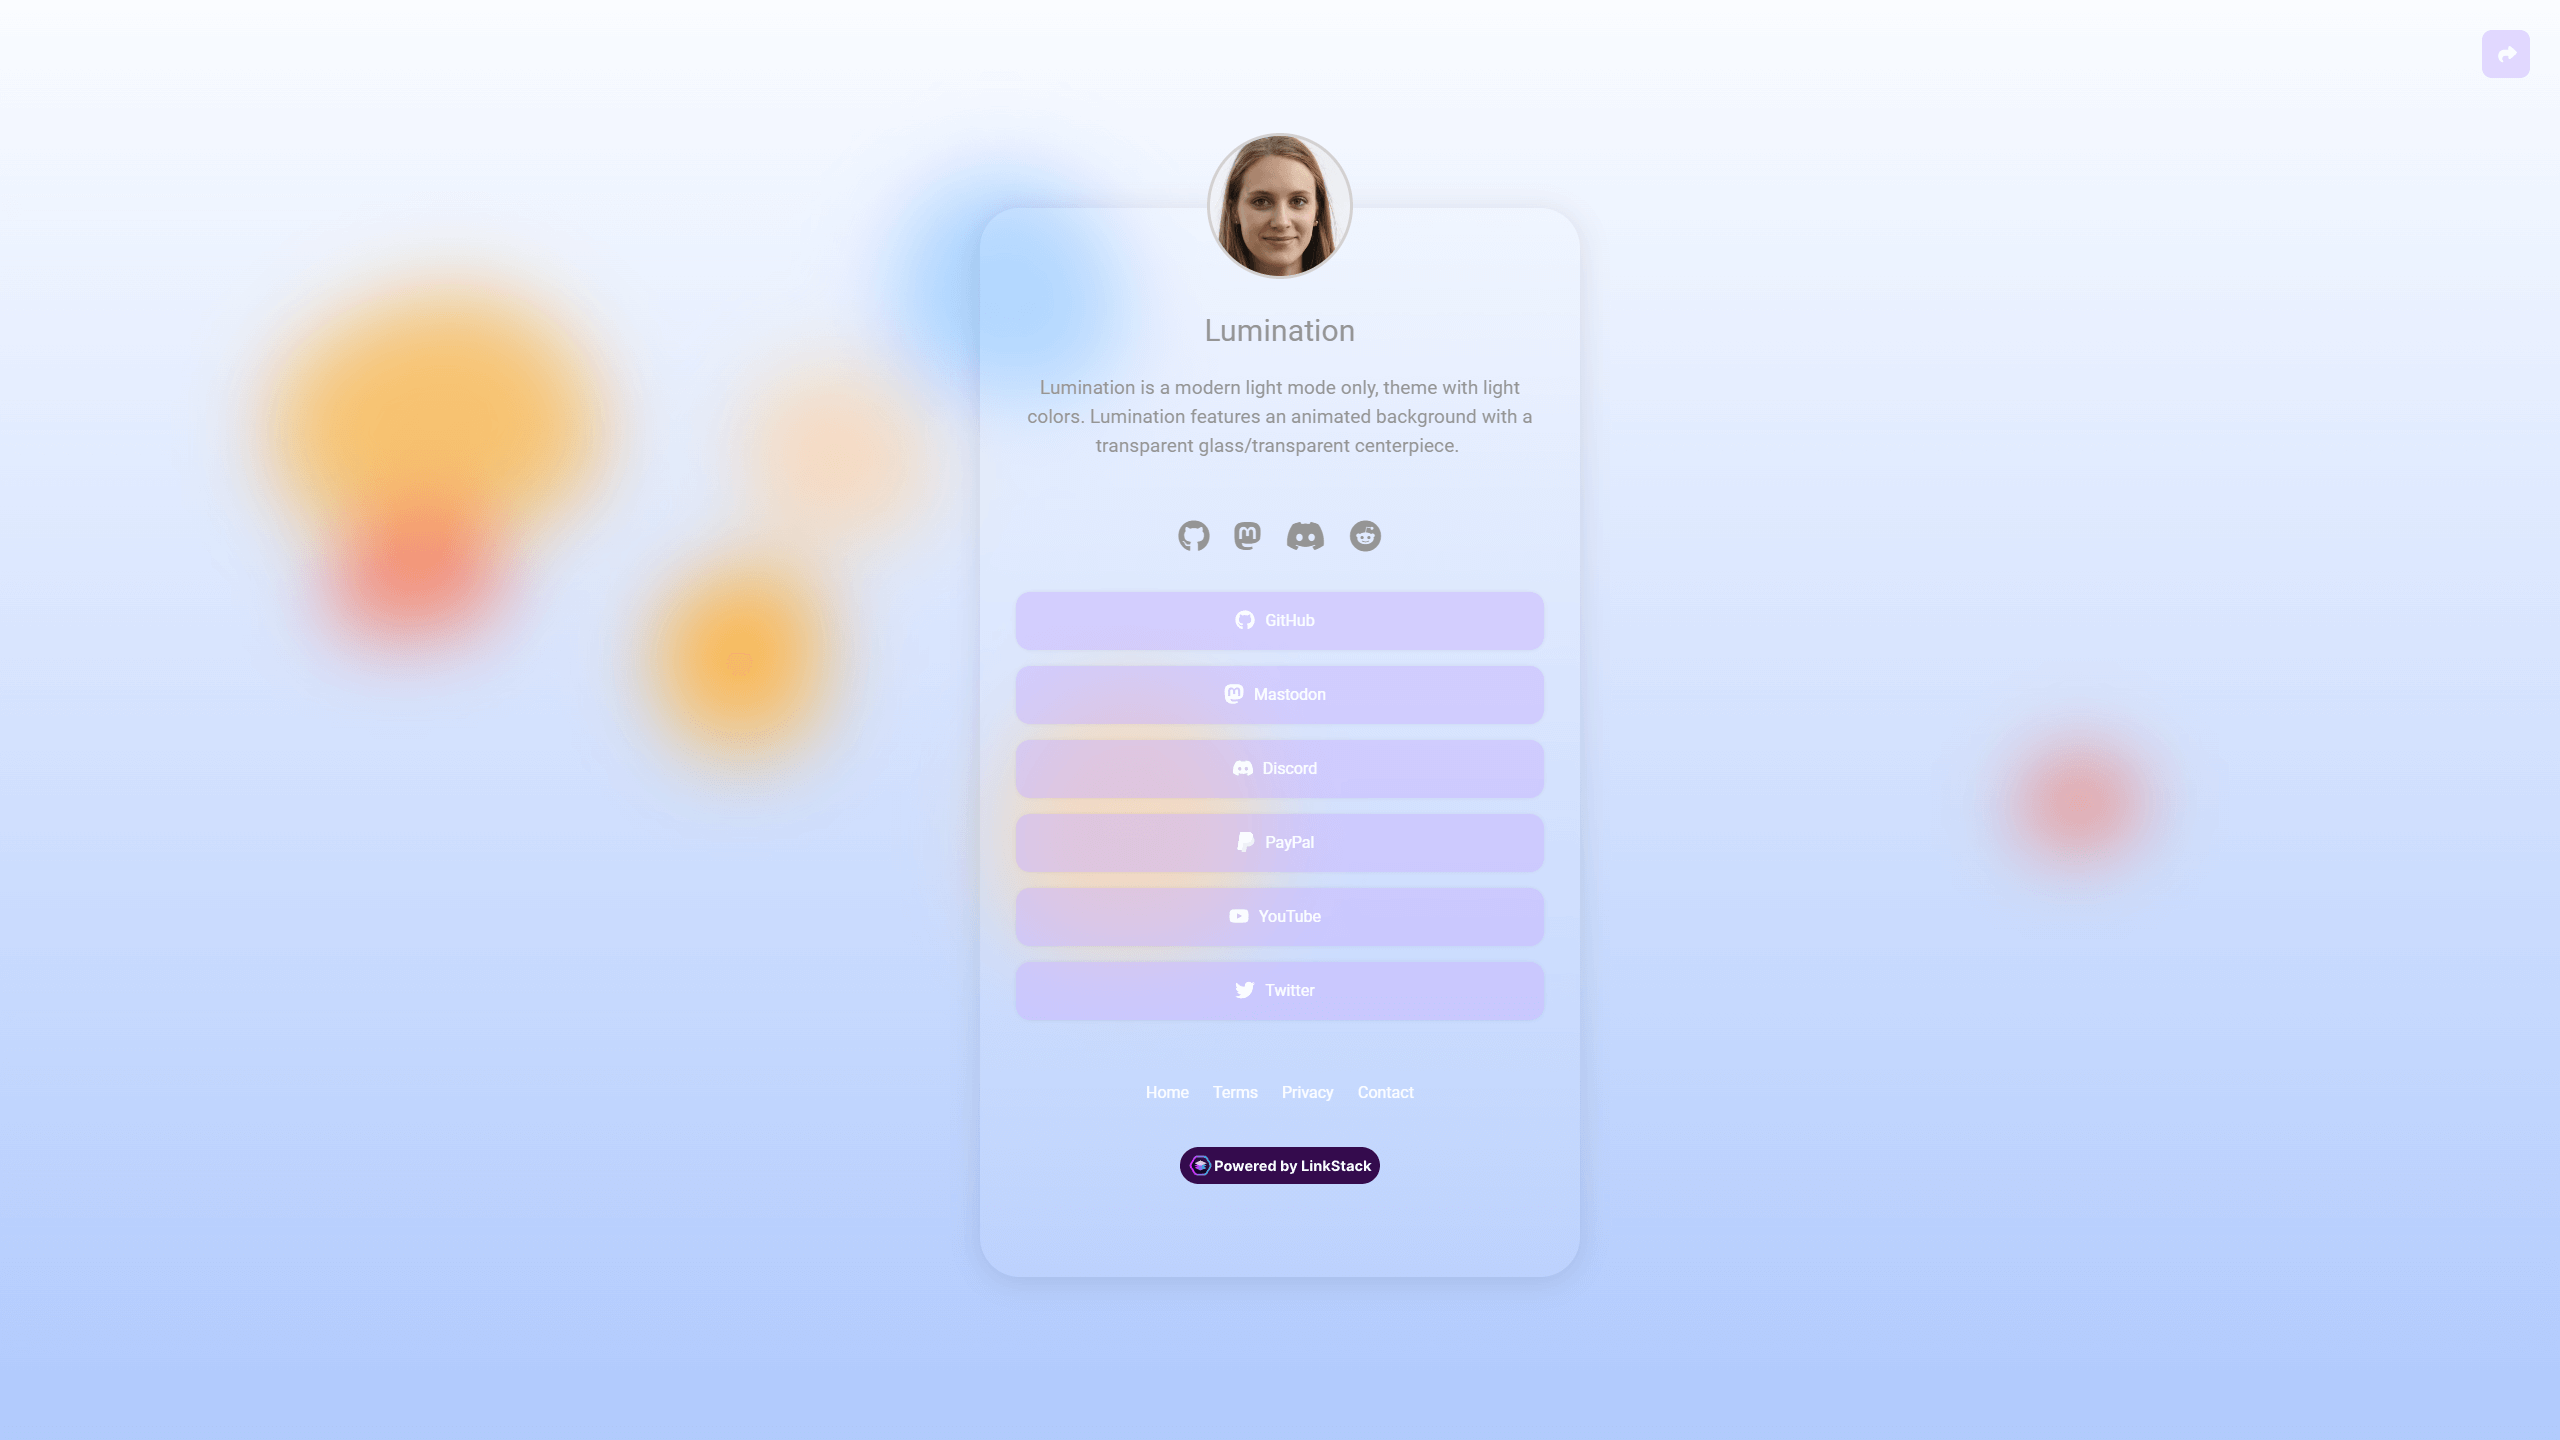 Lumination
Lumination is a modern light mode only, theme with light
colors. Lumination features an animated background with a
transparent glass/transparent centerpiece.
GitHub
Mastodon
Discord
PayPal
YouTube
Twitter
Home Terms Privacy Contact
Powered by LinkStack